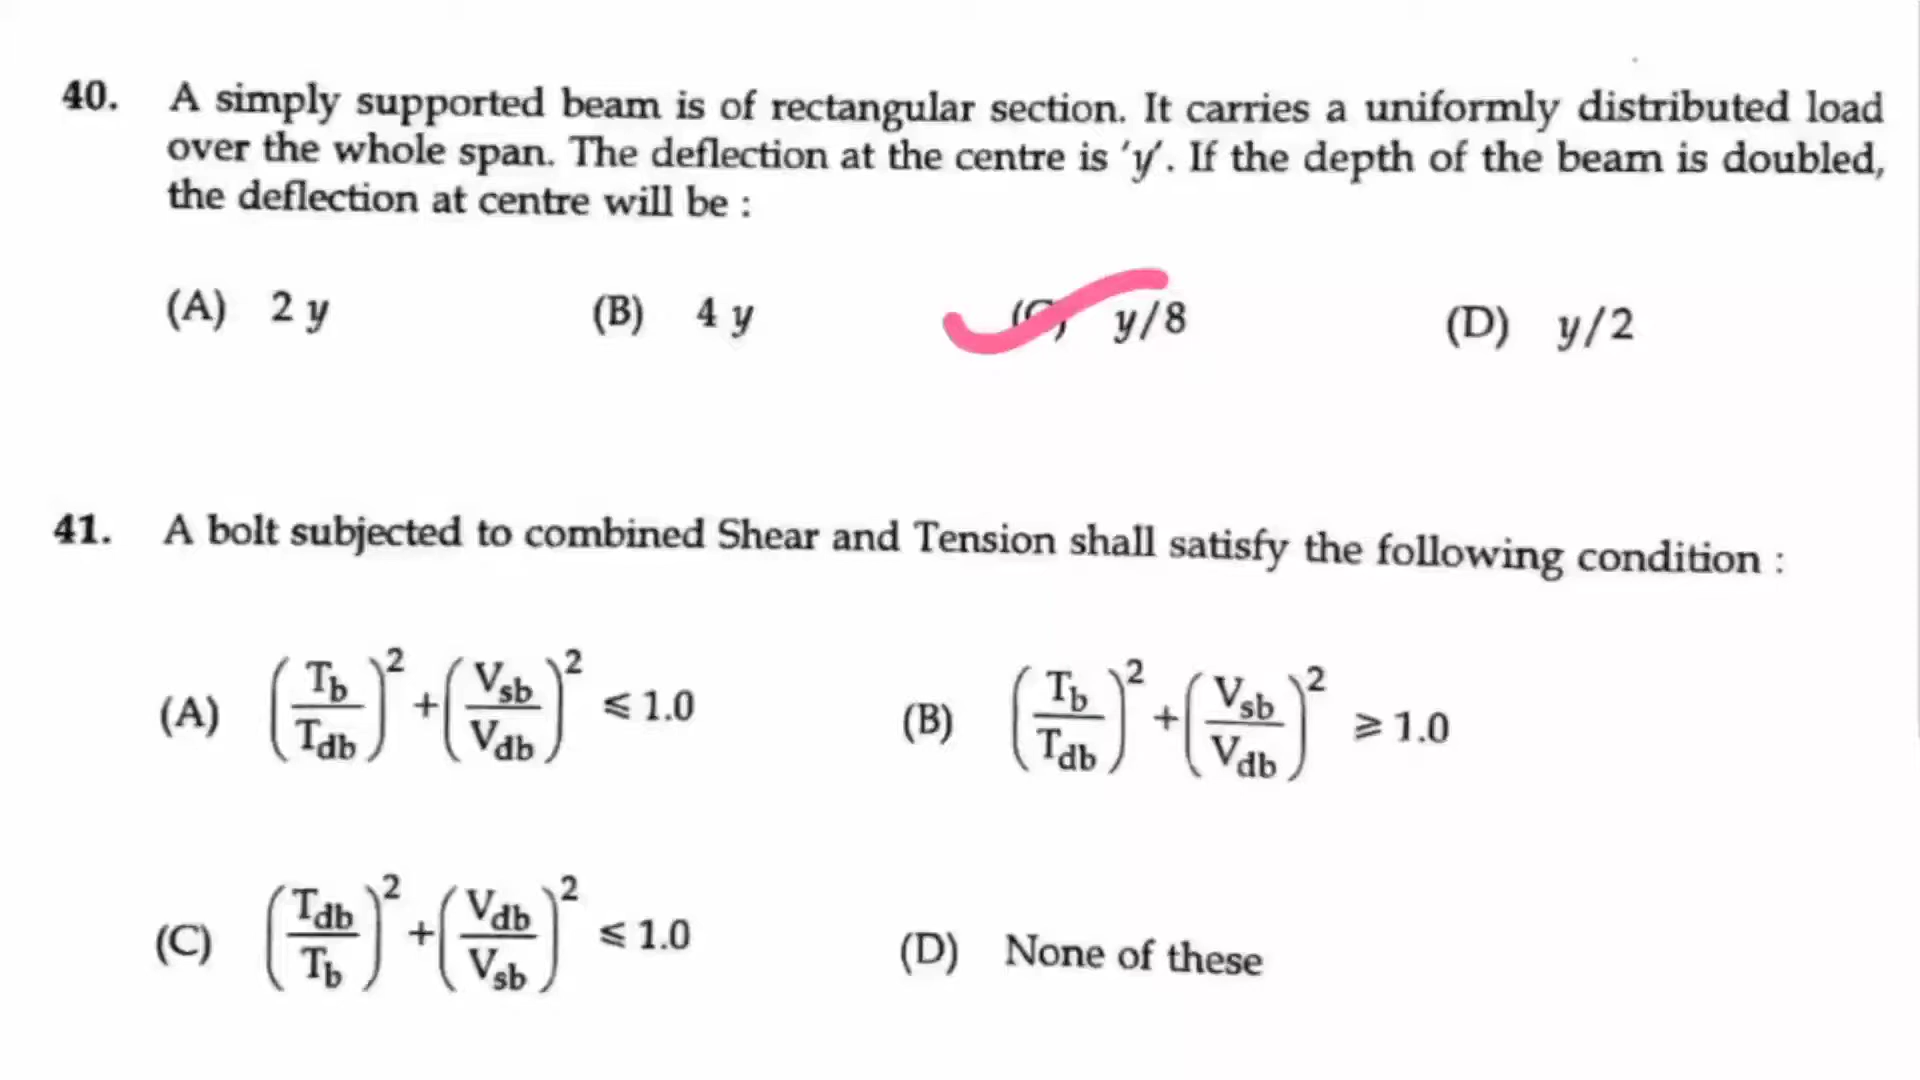 40. A simply supported beam is of rectangular section. It carries a uniformly distributed load
over the whole span. The deflection at the centre is 'y'. If the depth of the beam is doubled,
the deflection at centre will be :
(A) 2 y (B) 4 y (C) y/8 (D) y/2
41. A bolt subjected to combined Shear and Tension shall satisfy the following condition :
(A) (T_b/T_db)^2 + (V_sb/V_db)^2 ⩽ 1.0 (B) (T_b/T_db)^2 + (V_sb/V_db)^2 ⩾ 1.0
(C) (T_db/T_b)^2 + (V_db/V_sb)^2 ⩽ 1.0 (D) None of these